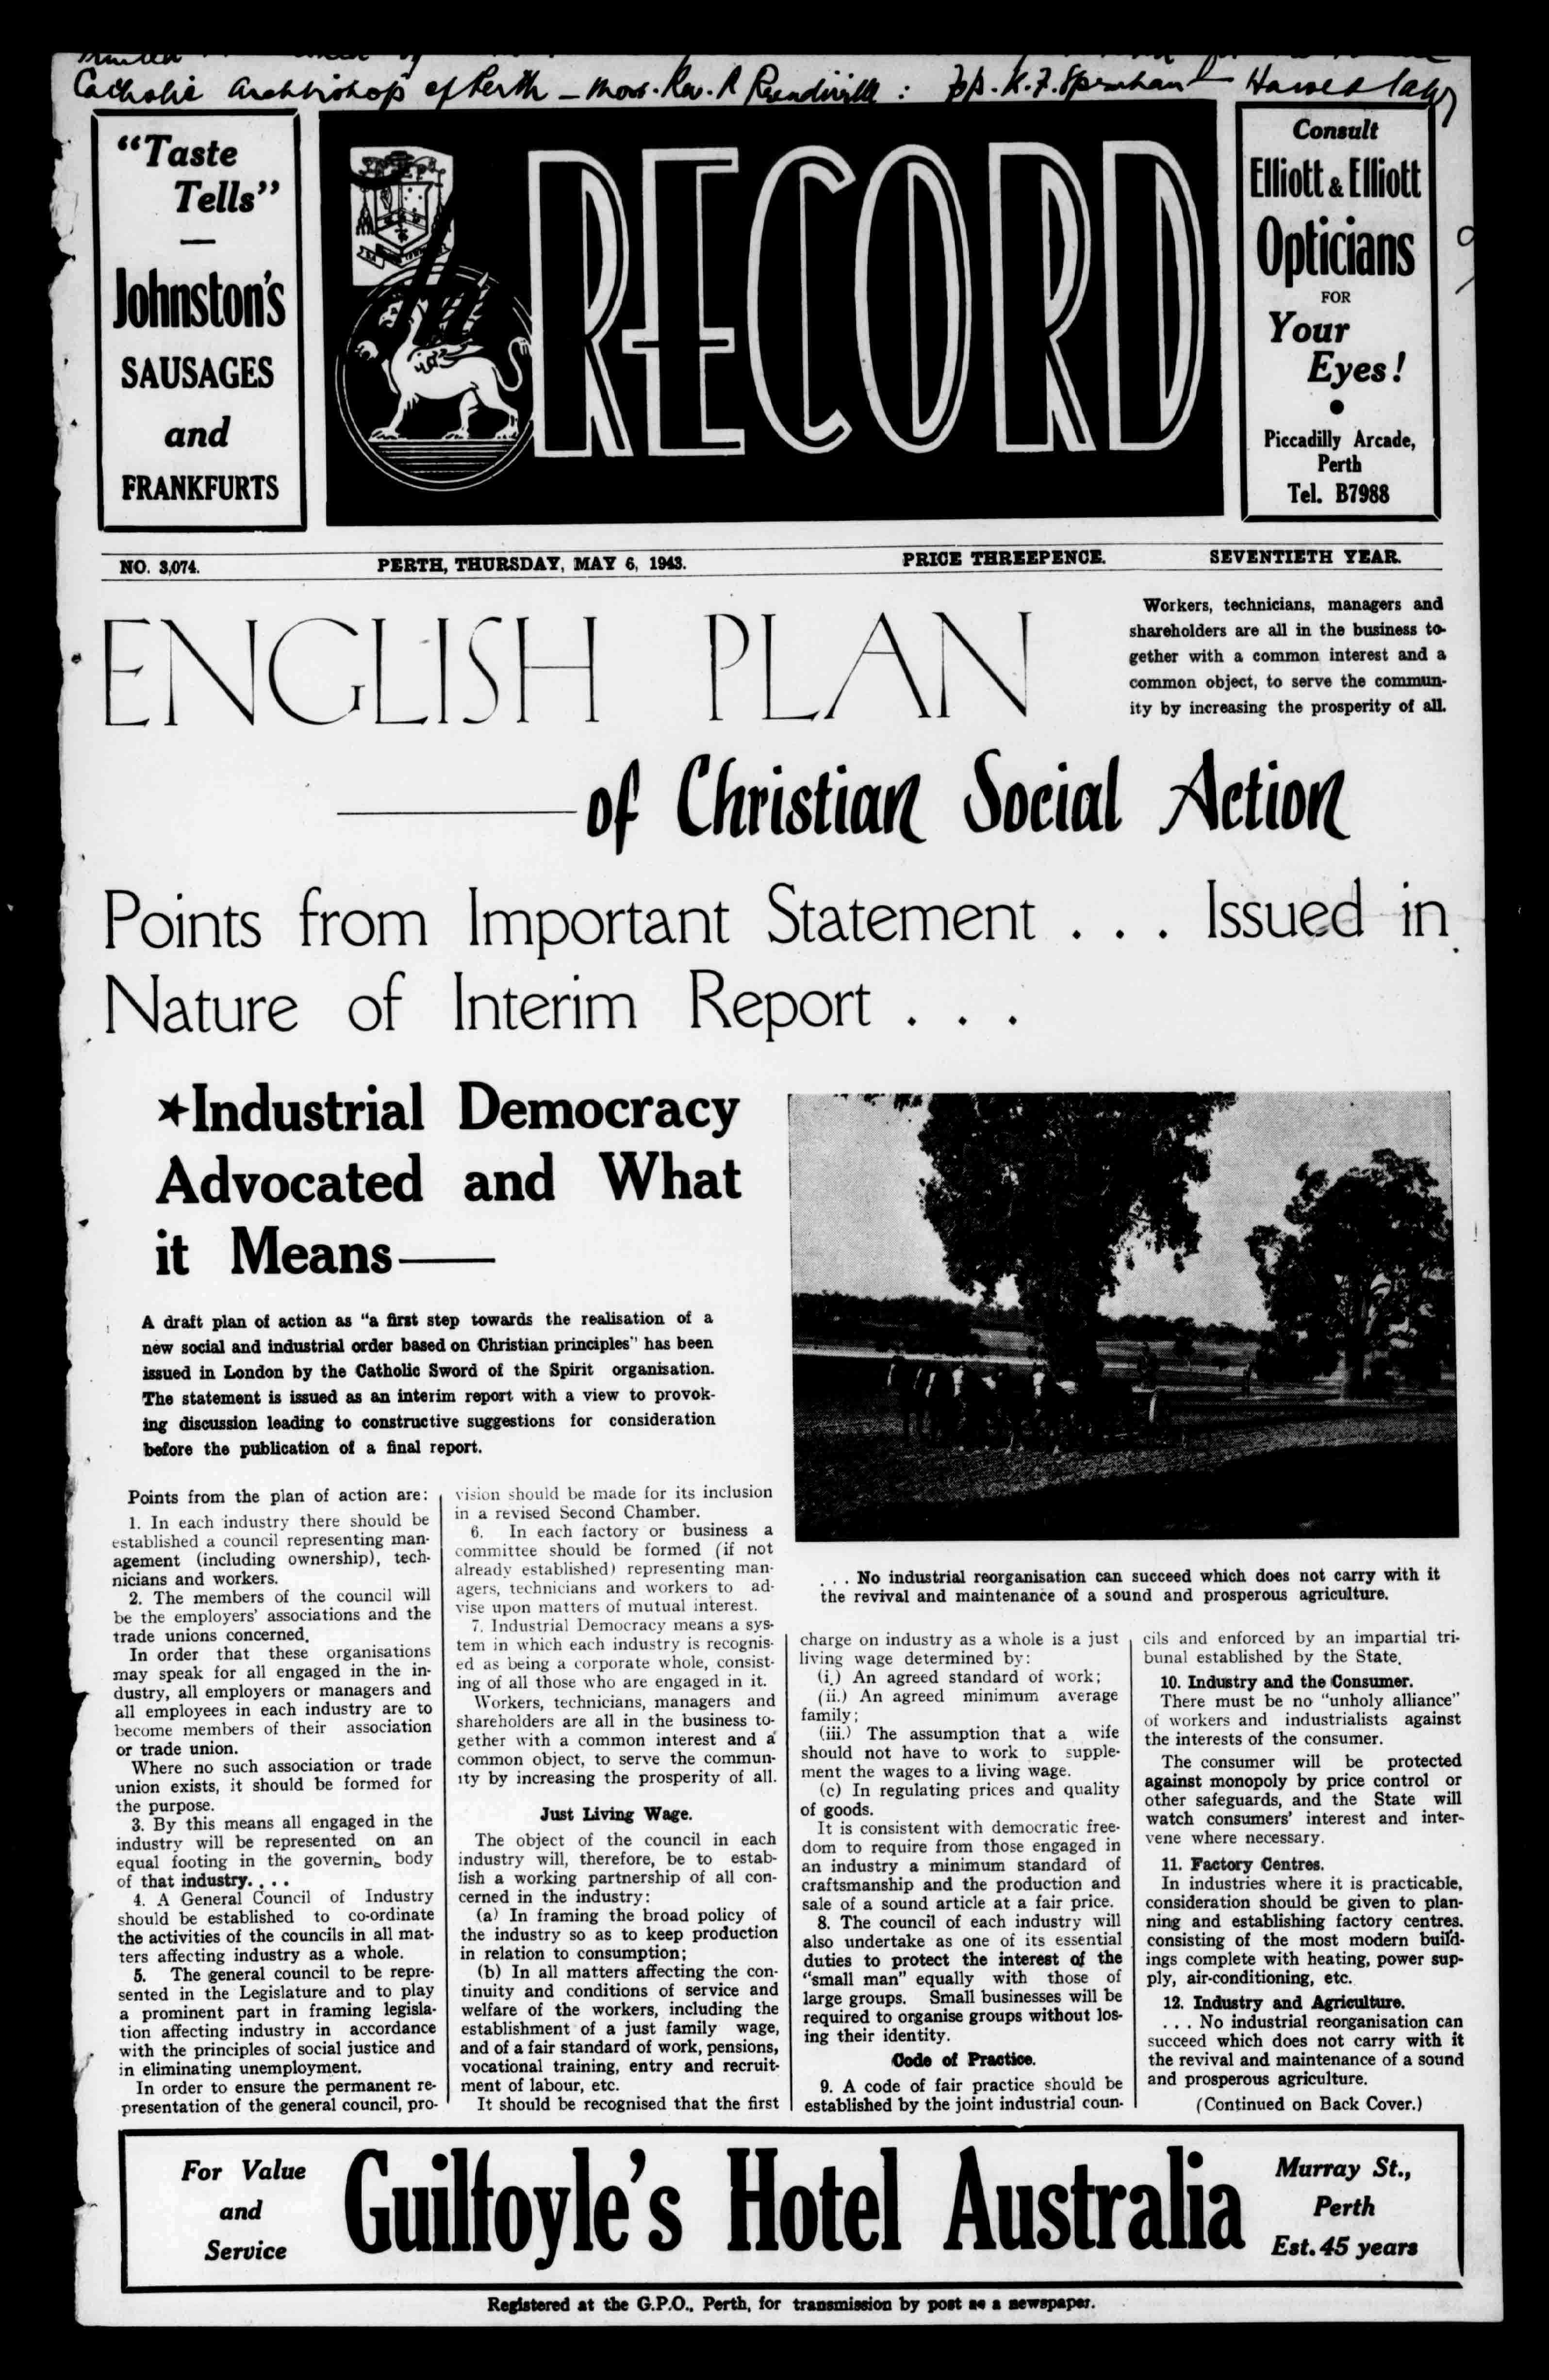 Catholic Archbishop of Perth - Most. Rev. R
"Taste
Tells"
Johnston's
SAUSAGES
and
FRANKFURTS
RECORD
Consult
Elliott & Elliott
Opticians
FOR
Your
Eyes!
Piccadilly Arcade,
Perth
Tel. B7988
NO. 3,074.
PERTH, THURSDAY, MAY 6, 1943.
PRICE THREEPENCE.
SEVENTIETH YEAR.
ENGLISH PLAN
Workers, technicians, managers and
shareholders are all in the business to-
gether with a common interest and a
common object, to serve the commun-
ity by increasing the prosperity of all.
of Christian Social Action
Points from Important Statement . . . Issued in
Nature of Interim Report . . .
★Industrial Democracy
Advocated and What
it Means—
A draft plan of action as "a first step towards the realisation of a
new social and industrial order based on Christian principles" has been
issued in London by the Catholic Sword of the Spirit organisation.
The statement is issued as an interim report with a view to provok-
ing discussion leading to constructive suggestions for consideration
before the publication of a final report.
Points from the plan of action are:
1. In each industry there should be
established a council representing man-
agement (including ownership), tech-
nicians and workers.
2. The members of the council will
be the employers' associations and the
trade unions concerned.
In order that these organisations
may speak for all engaged in the in-
dustry, all employers or managers and
all employees in each industry are to
become members of their association
or trade union.
Where no such association or trade
union exists, it should be formed for
the purpose.
3. By this means all engaged in the
industry will be represented on an
equal footing in the governing body
of that industry. . . .
4. A General Council of Industry
should be established to co-ordinate
the activities of the councils in all mat-
ters affecting industry as a whole.
5. The general council to be repre-
sented in the Legislature and to play
a prominent part in framing legisla-
tion affecting industry in accordance
with the principles of social justice and
in eliminating unemployment.
In order to ensure the permanent re-
presentation of the general council, pro-
vision should be made for its inclusion
in a revised Second Chamber.
6. In each factory or business a
committee should be formed (if not
already established) representing man-
agers, technicians and workers to ad-
vise upon matters of mutual interest.
7. Industrial Democracy means a sys-
tem in which each industry is recognis-
ed as being a corporate whole, consist-
ing of all those who are engaged in it.
Workers, technicians, managers and
shareholders are all in the business to-
gether with a common interest and a
common object, to serve the commun-
ity by increasing the prosperity of all.
Just Living Wage.
The object of the council in each
industry will, therefore, be to estab-
lish a working partnership of all con-
cerned in the industry:
(a) In framing the broad policy of
the industry so as to keep production
in relation to consumption;
(b) In all matters affecting the con-
tinuity and conditions of service and
welfare of the workers, including the
establishment of a just family wage,
and of a fair standard of work, pensions,
vocational training, entry and recruit-
ment of labour, etc.
It should be recognised that the first
. . . No industrial reorganisation can succeed which does not carry with it
the revival and maintenance of a sound and prosperous agriculture.
charge on industry as a whole is a just
living wage determined by:
(i.) An agreed standard of work;
(ii.) An agreed minimum average
family;
(iii.) The assumption that a wife
should not have to work to supple-
ment the wages to a living wage.
(c) In regulating prices and quality
of goods.
It is consistent with democratic free-
dom to require from those engaged in
an industry a minimum standard of
craftsmanship and the production and
sale of a sound article at a fair price.
8. The council of each industry will
also undertake as one of its essential
duties to protect the interest of the
"small man" equally with those of
large groups. Small businesses will be
required to organise groups without los-
ing their identity.
Code of Practice.
9. A code of fair practice should be
established by the joint industrial coun-
cils and enforced by an impartial tri-
bunal established by the State.
10. Industry and the Consumer.
There must be no "unholy alliance"
of workers and industrialists against
the interests of the consumer.
The consumer will be protected
against monopoly by price control or
other safeguards, and the State will
watch consumers' interest and inter-
vene where necessary.
11. Factory Centres.
In industries where it is practicable,
consideration should be given to plan-
ning and establishing factory centres.
consisting of the most modern build-
ings complete with heating, power sup-
ply, air-conditioning, etc.
12. Industry and Agriculture.
. . . No industrial reorganisation can
succeed which does not carry with it
the revival and maintenance of a sound
and prosperous agriculture.
(Continued on Back Cover.)
For Value
and
Service
Guilfoyle's Hotel Australia
Murray St.,
Perth
Est. 45 years
Registered at the G.P.O., Perth, for transmission by post as a newspaper.